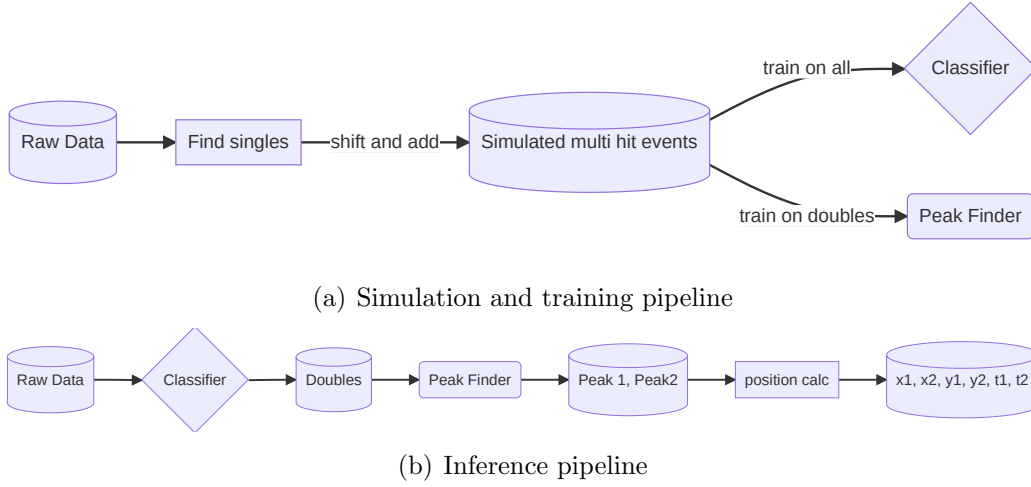 train on all
Classifier
Raw Data
Find singles
shift and add
Simulated multi hit events
train on doubles
Peak Finder
(a) Simulation and training pipeline
Raw Data
Classifier
Doubles
Peak Finder
Peak 1, Peak2
position calc
x1, x2, y1, y2, t1, t2
(b) Inference pipeline